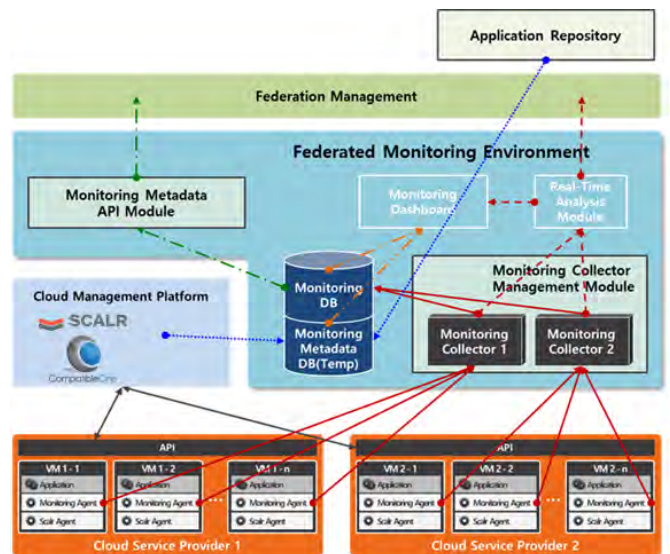 Application Repository
Federation Management
Federated Monitoring Environment
Monitoring Metadata
API Module
Monitoring
Dashboard
Real-Time
Analysis
Module
Monitoring
DB
Monitoring
Metadata
DB(Temp)
Monitoring Collector
Management Module
Monitoring
Collector 1
Monitoring
Collector 2
Cloud Management Platform
SCALR
CompatibleOne
API
VM 1 - 1
Application
Monitoring Agent
Scalr Agent
VM 1 - 2
Application
Monitoring Agent
Scalr Agent
...
VM 1 - n
Application
Monitoring Agent
Scalr Agent
Cloud Service Provider 1
API
VM 2 - 1
Application
Monitoring Agent
Scalr Agent
VM 2 - 2
Application
Monitoring Agent
Scalr Agent
...
VM 2 - n
Application
Monitoring Agent
Scalr Agent
Cloud Service Provider 2